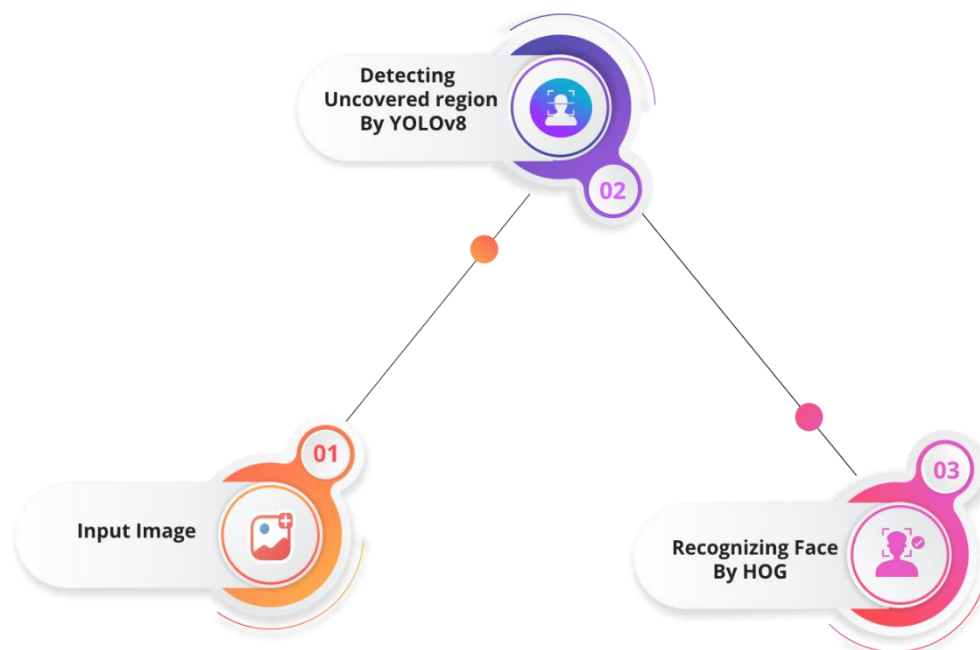 01
Input Image
02
Detecting
Uncovered region
By YOLOv8
03
Recognizing Face
By HOG